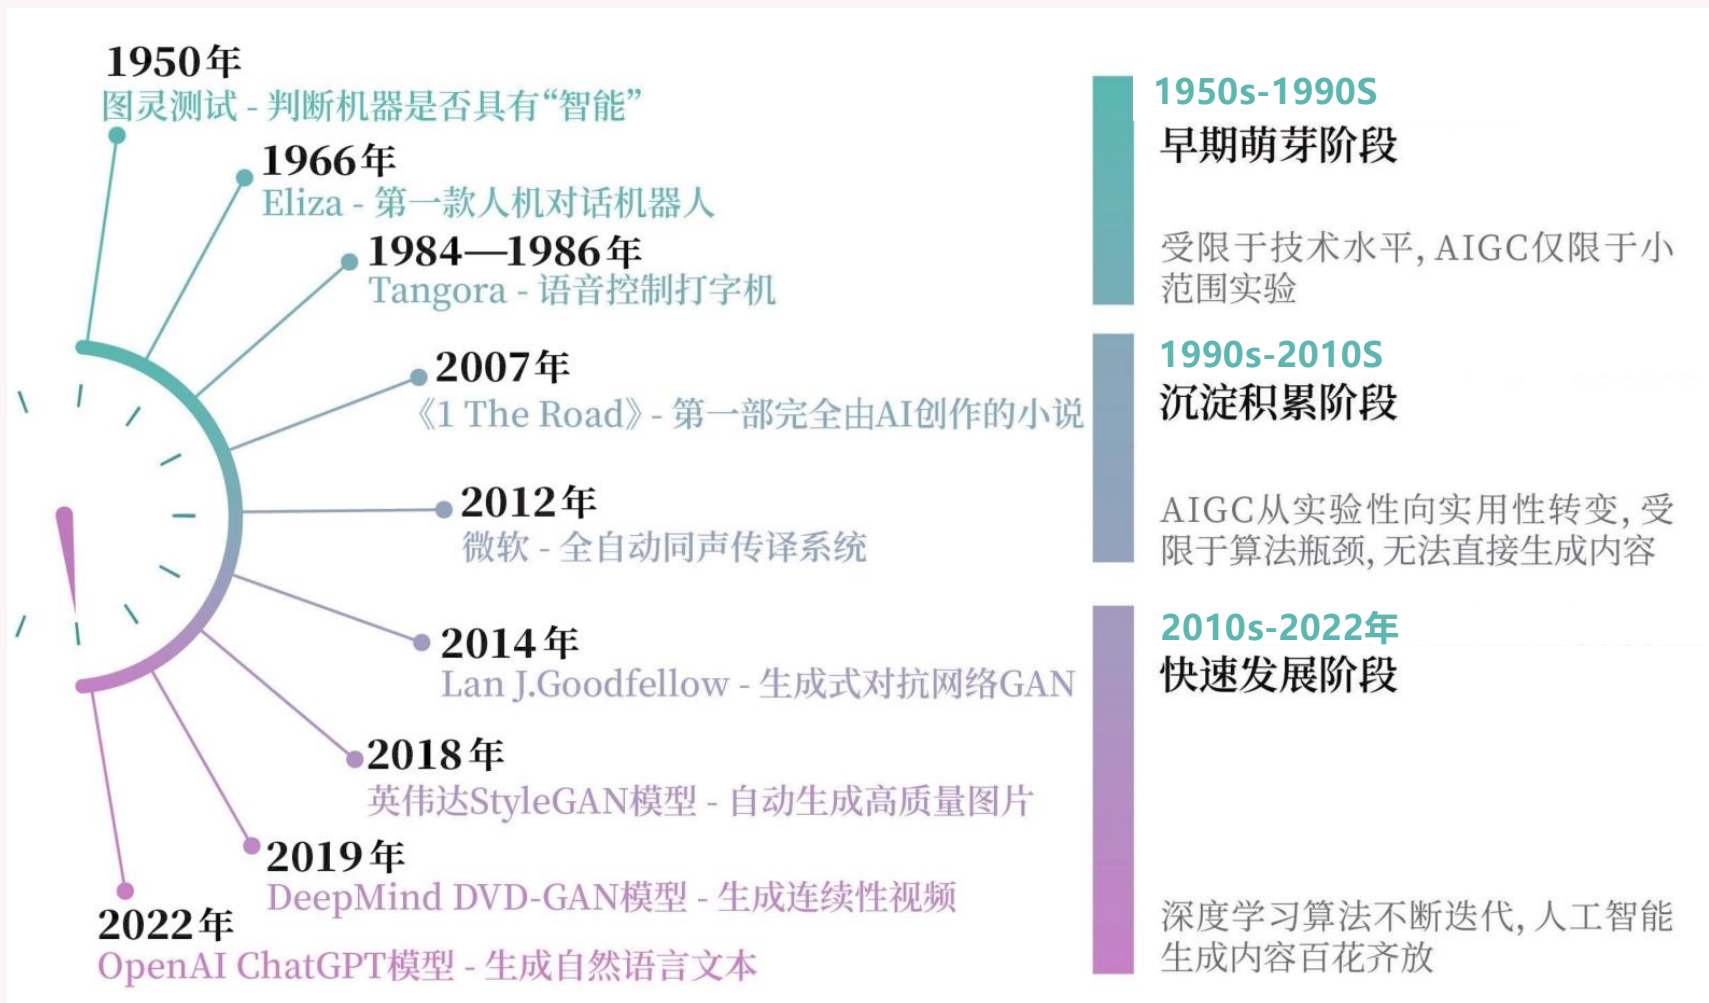 1950年
图灵测试 - 判断机器是否具有“智能”
1966年
Eliza - 第一款人机对话机器人
1984—1986年
Tangora - 语音控制打字机
2007年
《1 The Road》- 第一部完全由AI创作的小说
2012年
微软 - 全自动同声传译系统
2014年
Lan J.Goodfellow - 生成式对抗网络GAN
2018年
英伟达StyleGAN模型 - 自动生成高质量图片
2019年
DeepMind DVD-GAN模型 - 生成连续性视频
2022年
OpenAI ChatGPT模型 - 生成自然语言文本
1950s-1990S
早期萌芽阶段
受限于技术水平, AIGC仅限于小
范围实验
1990s-2010S
沉淀积累阶段
AIGC从实验性向实用性转变, 受
限于算法瓶颈, 无法直接生成内容
2010s-2022年
快速发展阶段
深度学习算法不断迭代, 人工智能
生成内容百花齐放